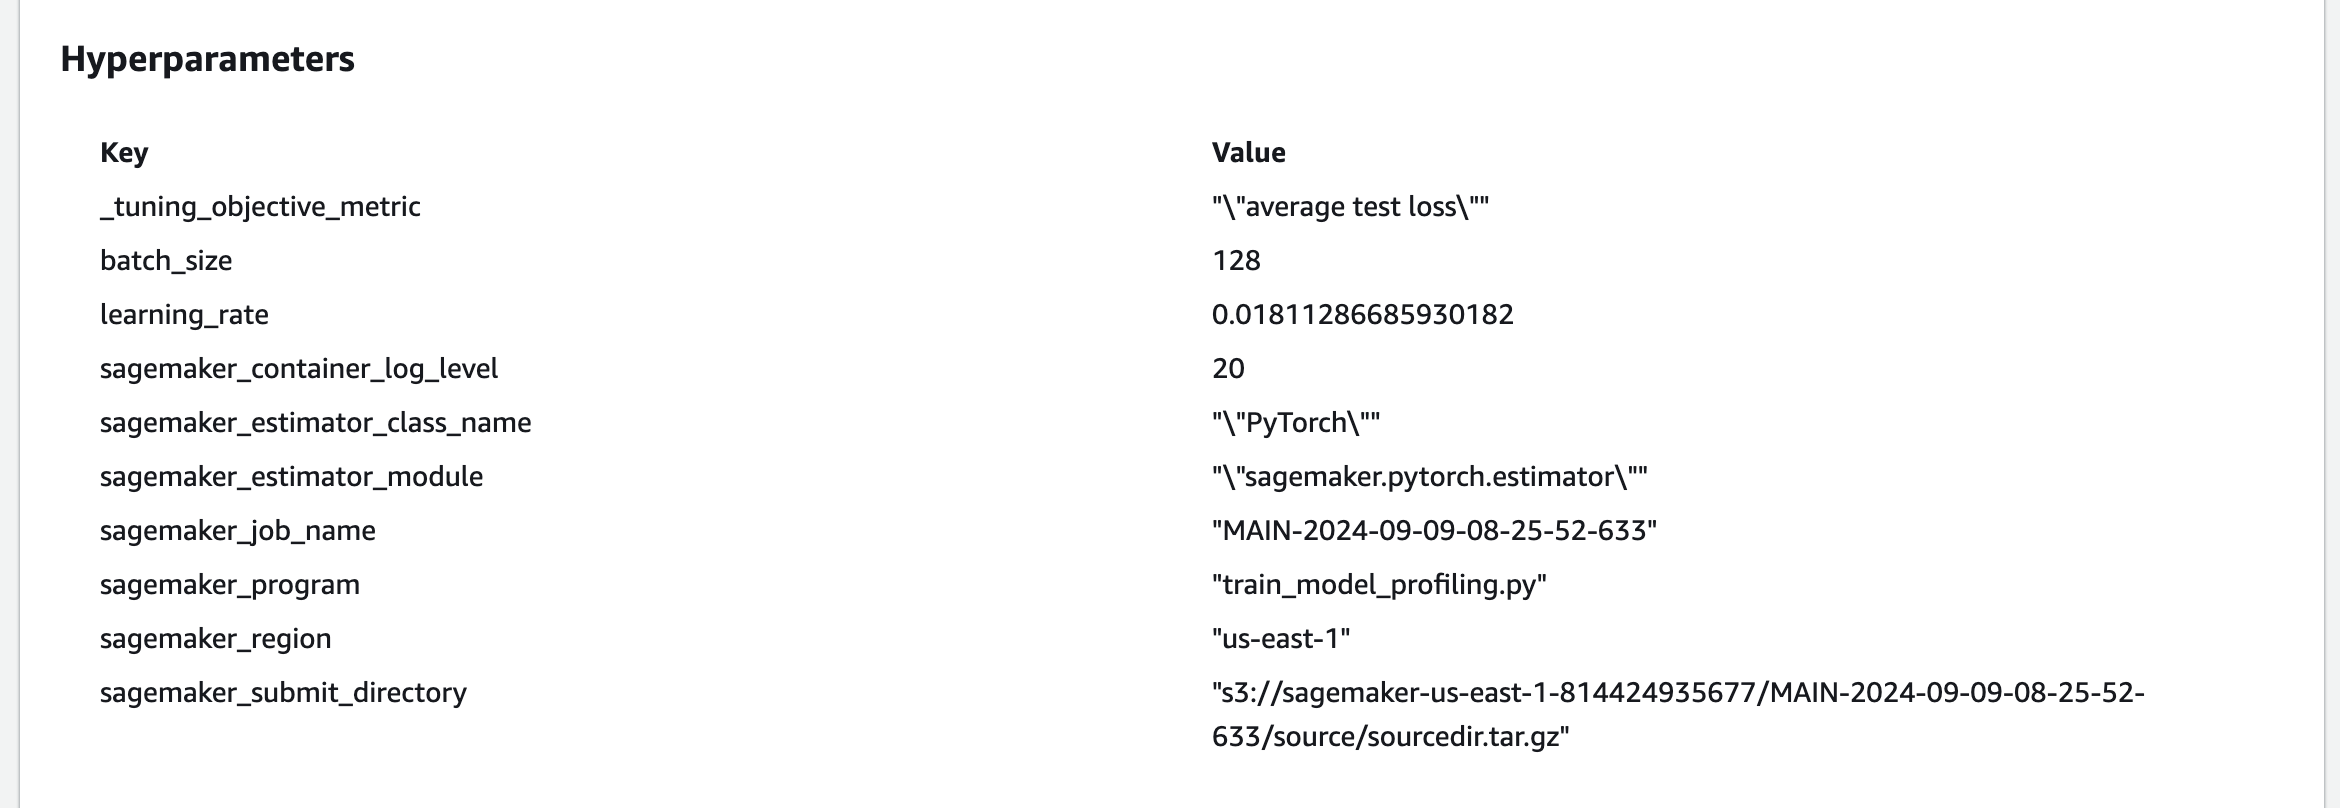 Hyperparameters
Key Value
_tuning_objective_metric "\"average test loss\""
batch_size 128
learning_rate 0.01811286685930182
sagemaker_container_log_level 20
sagemaker_estimator_class_name "\"PyTorch\""
sagemaker_estimator_module "\"sagemaker.pytorch.estimator\""
sagemaker_job_name "MAIN-2024-09-09-08-25-52-633"
sagemaker_program "train_model_profiling.py"
sagemaker_region "us-east-1"
sagemaker_submit_directory "s3://sagemaker-us-east-1-814424935677/MAIN-2024-09-09-08-25-52-
633/source/sourcedir.tar.gz"